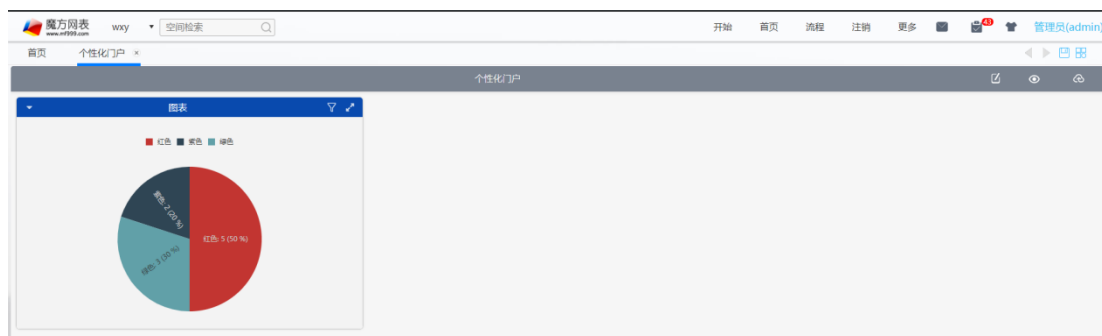 魔方网表
www.mf999.com
wxy
空间检索
开始 首页 流程 注销 更多 43 管理员(admin)
首页 个性化门户 ×
个性化门户
图表
红色 紫色 绿色
紫色: 2 (20 %)
红色: 5 (50 %)
绿色: 3 (30 %)